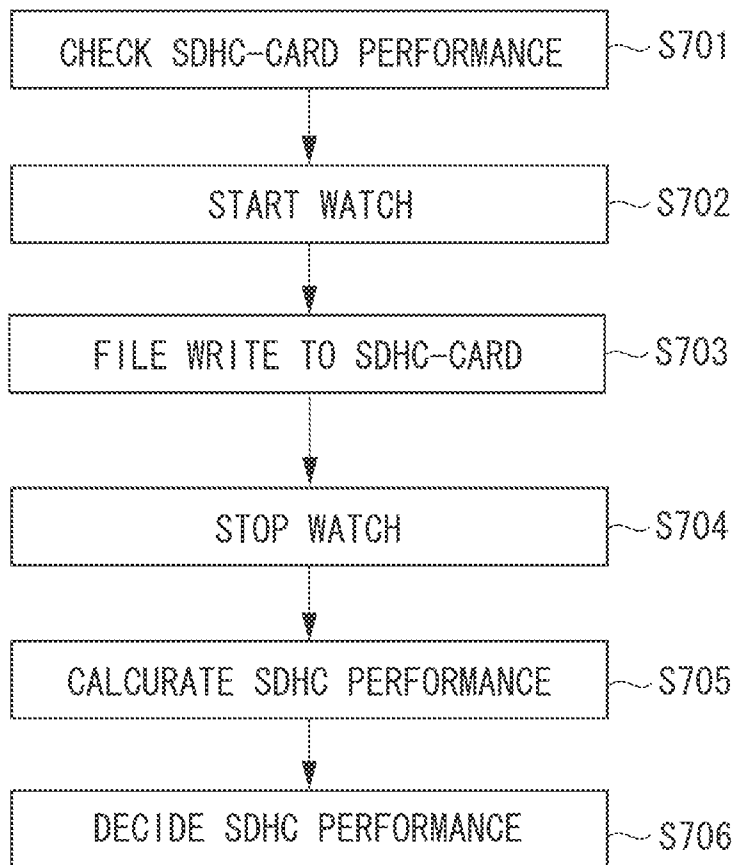 CHECK SDHC-CARD PERFORMANCE S701
START WATCH S702
FILE WRITE TO SDHC-CARD S703
STOP WATCH S704
CALCURATE SDHC PERFORMANCE S705
DECIDE SDHC PERFORMANCE S706